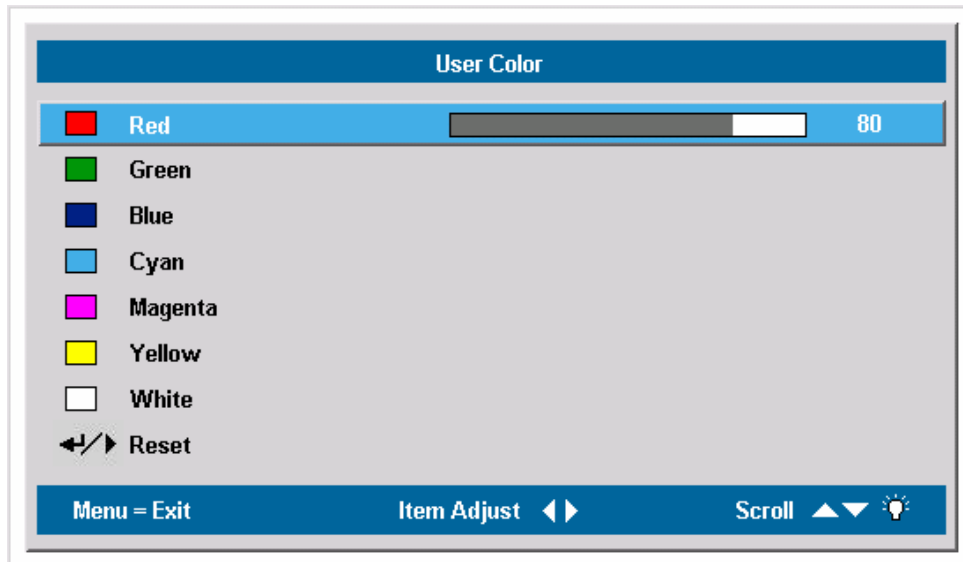 User Color
Red 80
Green
Blue
Cyan
Magenta
Yellow
White
Reset
Menu = Exit Item Adjust Scroll